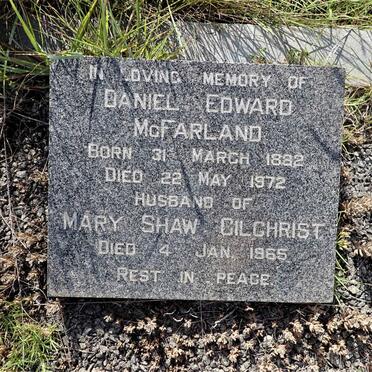 IN LOVING MEMORY OF
DANIEL EDWARD
McFARLAND
BORN 31 MARCH 1882
DIED 22 MAY 1972
HUSBAND OF
MARY SHAW GILCHRIST
DIED 4 JAN. 1965
REST IN PEACE.